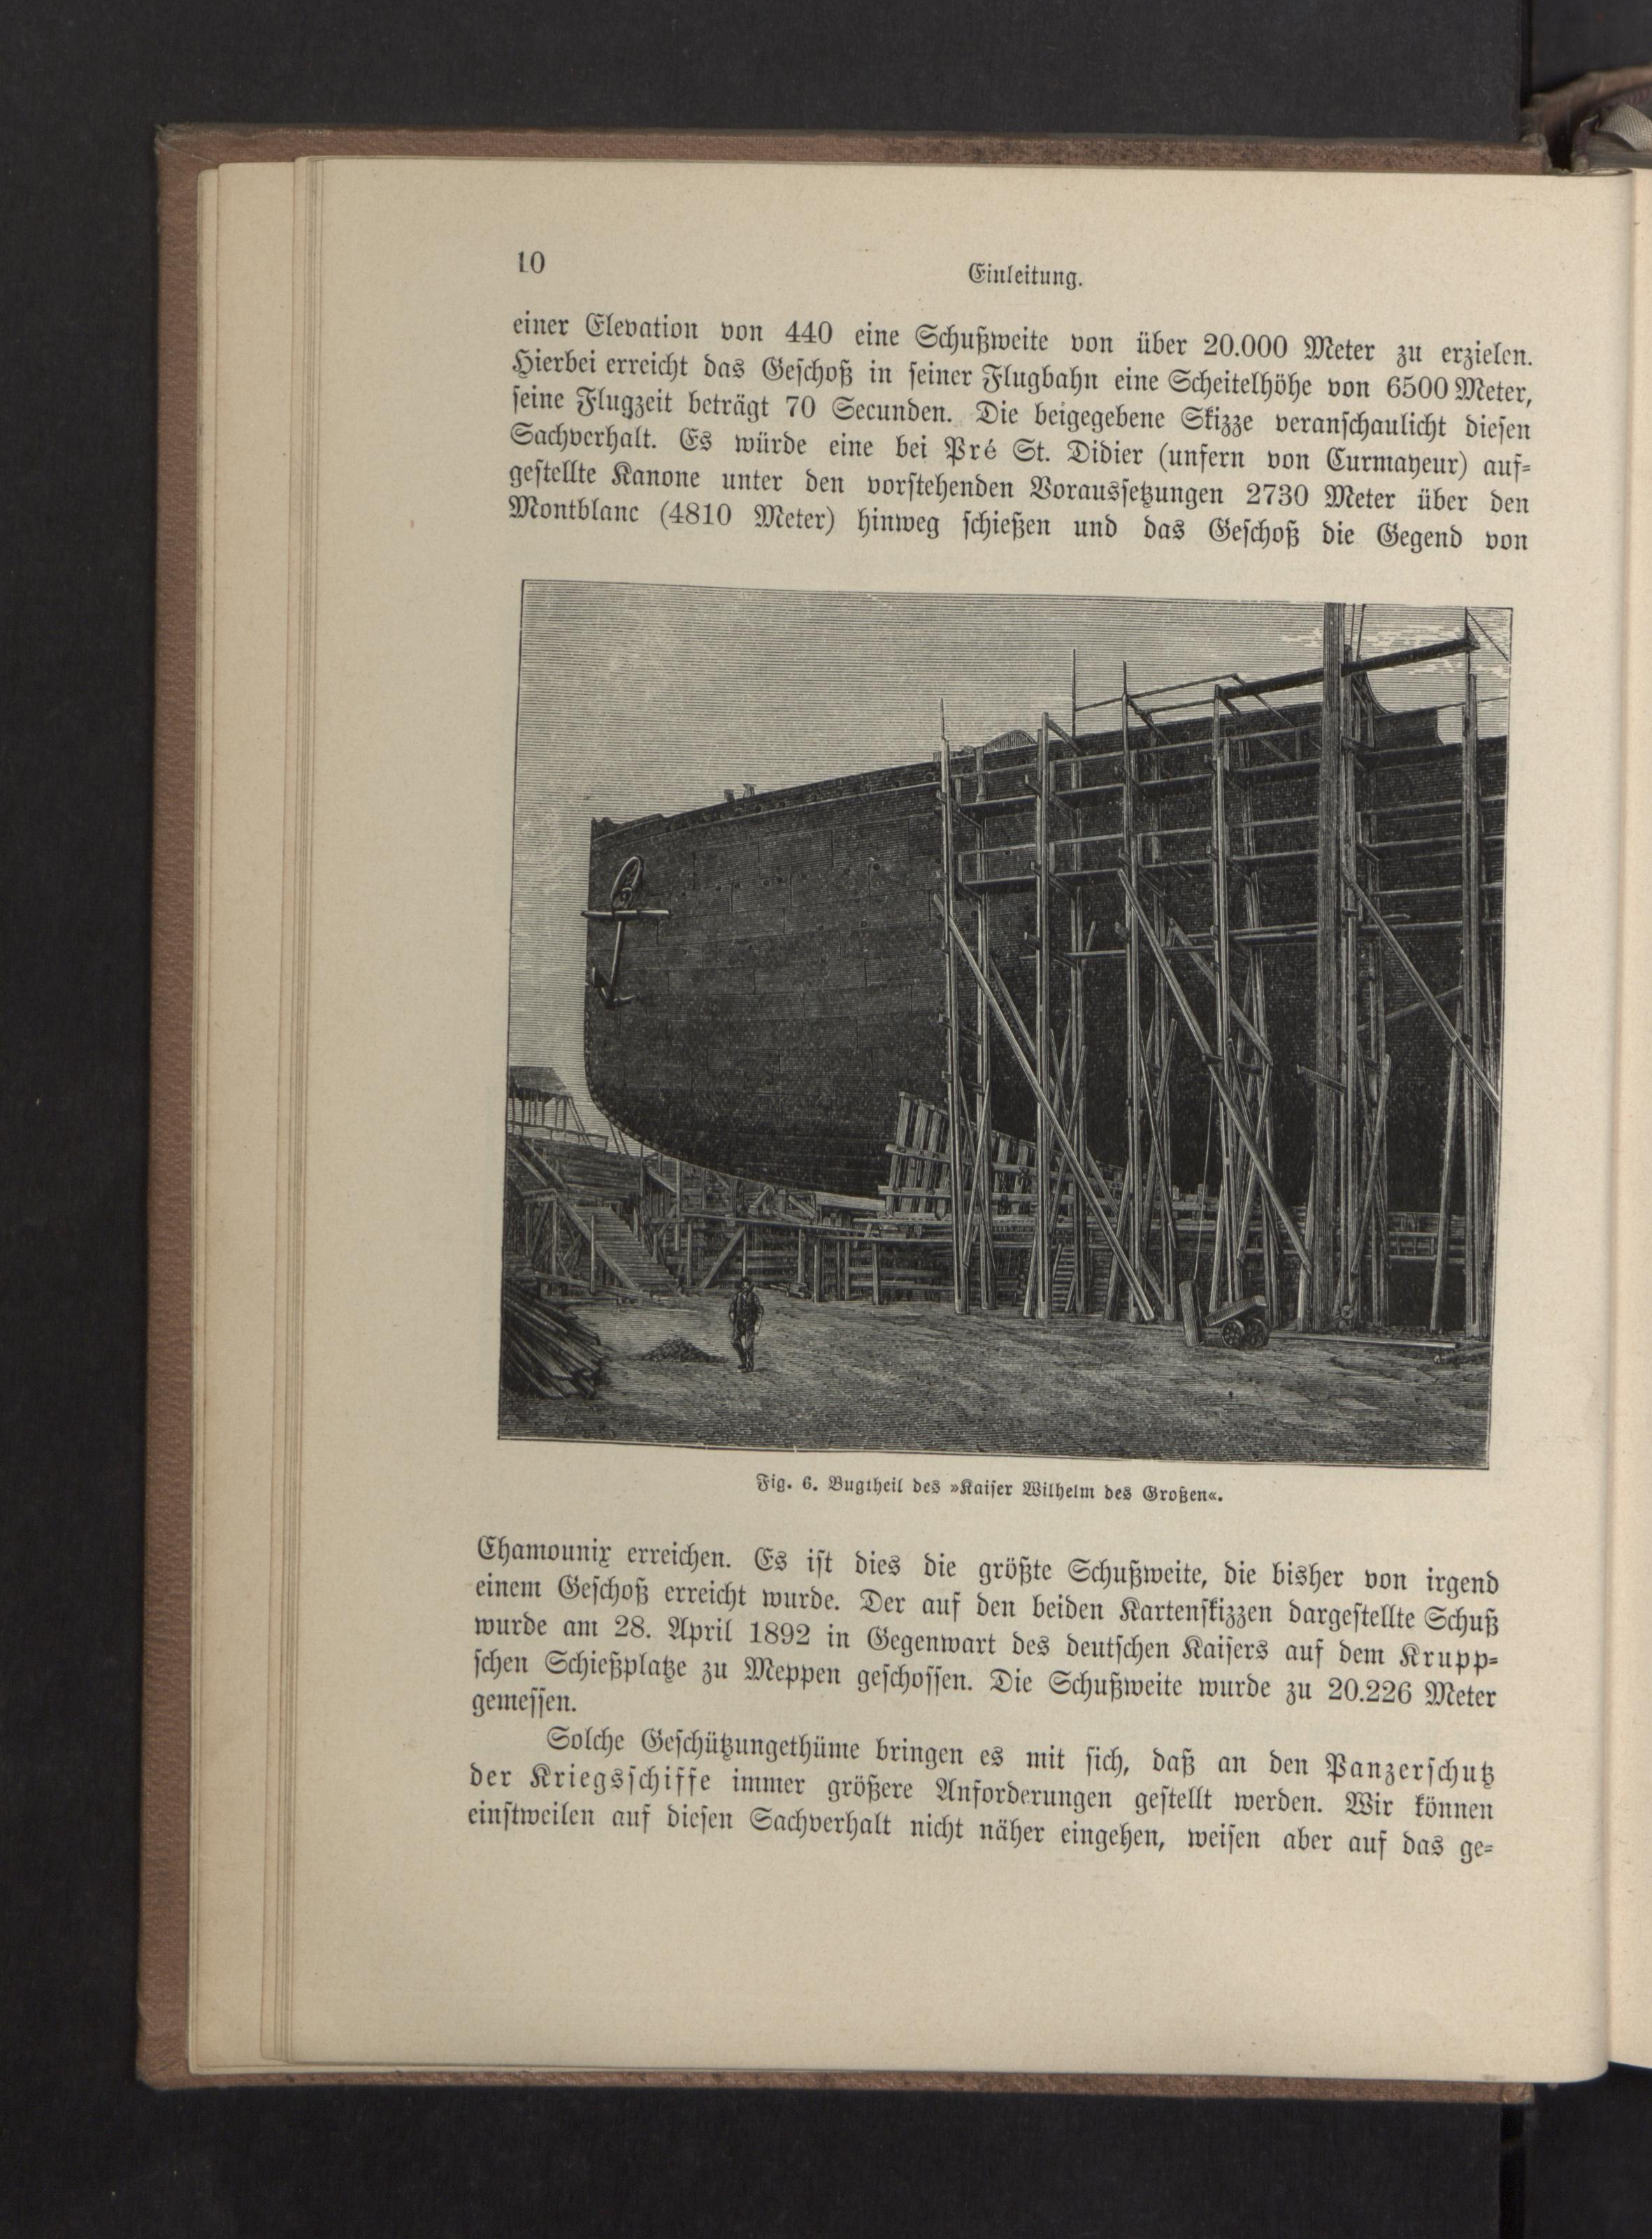 10
Einleitung.
einer Elevation von 440 eine Schußweite von über 20.000 Meter zu erzielen.
Hierbei erreicht das Geschoß in seiner Flugbahn eine Scheitelhöhe von 6500 Meter,
seine Flugzeit beträgt 70 Secunden. Die beigegebene Skizze veranschaulicht diesen
Sachverhalt. Es würde eine bei Pré St. Didier (unfern von Curmayeur) auf-
gestellte Kanone unter den vorstehenden Voraussetzungen 2730 Meter über den
Montblanc (4810 Meter) hinweg schießen und das Geschoß die Gegend von
Fig. 6. Bugtheil des »Kaiser Wilhelm des Großen«.
Chamounix erreichen. Es ist dies die größte Schußweite, die bisher von irgend
einem Geschoß erreicht wurde. Der auf den beiden Kartenskizzen dargestellte Schuß
wurde am 28. April 1892 in Gegenwart des deutschen Kaisers auf dem Krupp-
schen Schießplatze zu Meppen geschossen. Die Schußweite wurde zu 20.226 Meter
gemessen.
Solche Geschützungethüme bringen es mit sich, daß an den Panzerschutz
der Kriegsschiffe immer größere Anforderungen gestellt werden. Wir können
einstweilen auf diesen Sachverhalt nicht näher eingehen, weisen aber auf das ge-